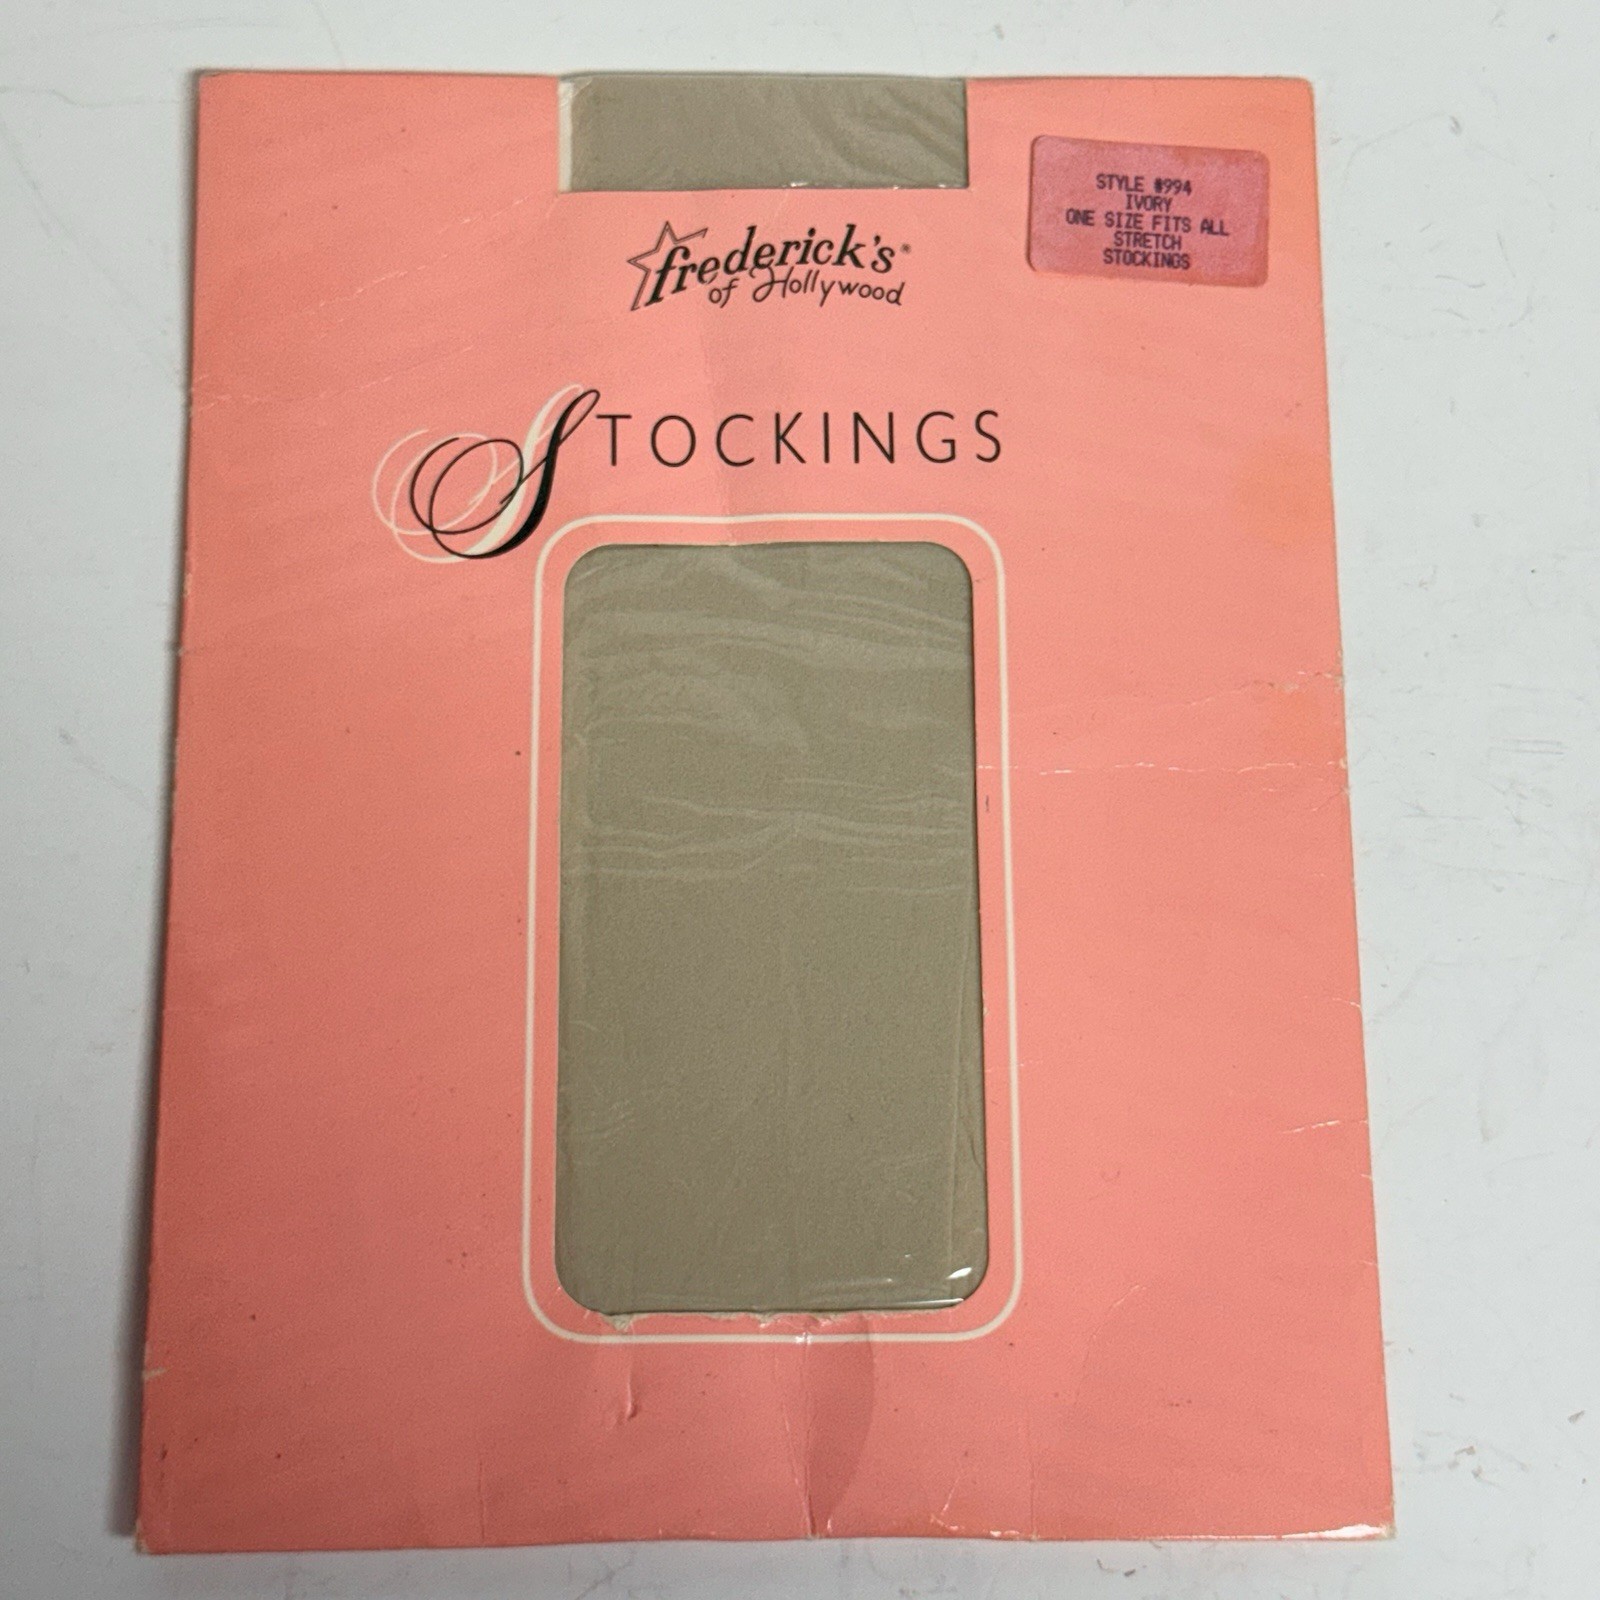 STYLE #994
IVORY
ONE SIZE FITS ALL
STRETCH
STOCKINGS
frederick's®
of Hollywood
STOCKINGS